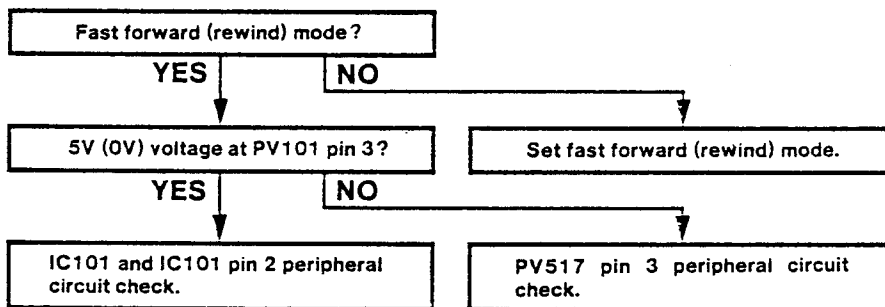 Fast forward (rewind) mode?
YES
NO
5V (0V) voltage at PV101 pin 3?
Set fast forward (rewind) mode.
YES
NO
IC101 and IC101 pin 2 peripheral
circuit check.
PV517 pin 3 peripheral circuit
check.